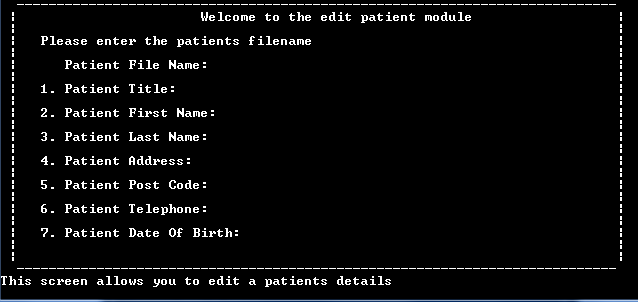 Welcome to the edit patient module
Please enter the patients filename
Patient File Name:
1. Patient Title:
2. Patient First Name:
3. Patient Last Name:
4. Patient Address:
5. Patient Post Code:
6. Patient Telephone:
7. Patient Date Of Birth:
This screen allows you to edit a patients details